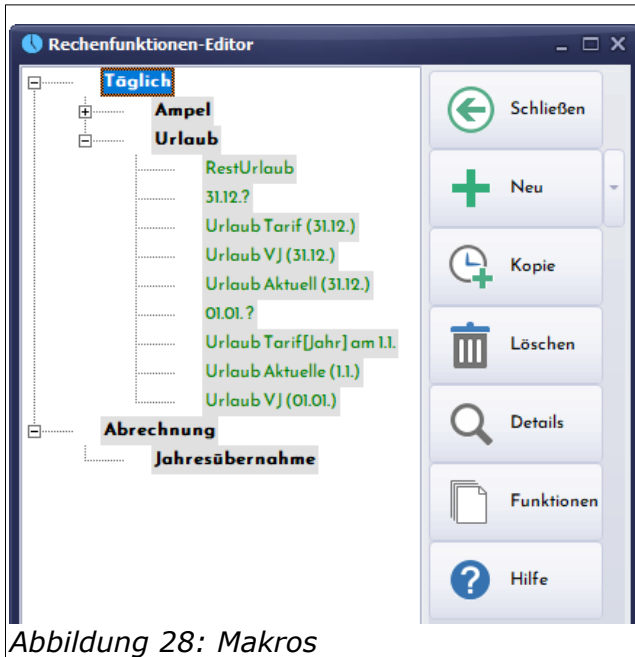 Rechenfunktionen-Editor
Täglich
Ampel
Urlaub
RestUrlaub
31.12.?
Urlaub Tarif (31.12.)
Urlaub VJ (31.12.)
Urlaub Aktuell (31.12.)
01.01. ?
Urlaub Tarif[Jahr] am 1.1.
Urlaub Aktuelle (1.1.)
Urlaub VJ (01.01.)
Abrechnung
Jahresübernahme
Schließen
Neu
Kopie
Löschen
Details
Funktionen
Hilfe
Abbildung 28: Makros